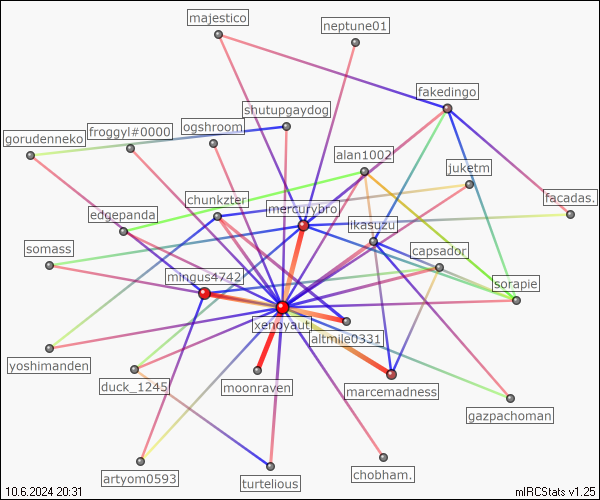 majestico
neptune01
fakedingo
shutupgaydog
ogshroom
froggyl#0000
gorudenneko
alan1002
juketm
facadas.
chunkzter
mercurybro
edgepanda
ikasuzu
somass
capsador
mingus4742
sorapie
xenoyaut
altmile0331
yoshimanden
duck_1245
moonraven
marcemadness
gazpachoman
artyom0593
turtelious
chobham.
10.6.2024 20:31
mIRCStats v1.25